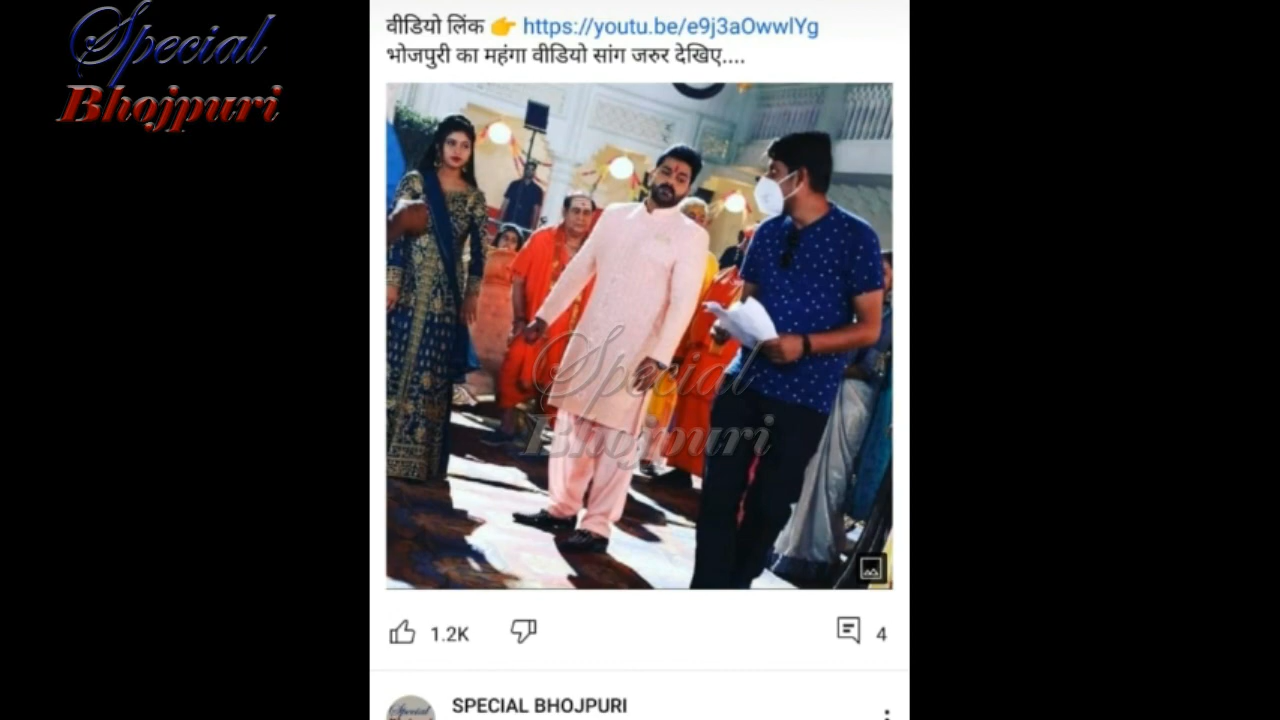 Special
Bhojpuri
वीडियो लिंक 👉 https://youtu.be/e9j3aOwwlYg
भोजपुरी का महंगा वीडियो सांग जरुर देखिए....
Special
Bhojpuri
1.2K
4
SPECIAL BHOJPURI